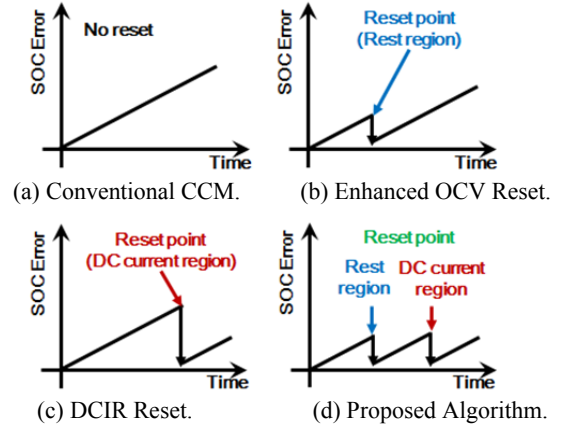 SOC Error
No reset
Time
(a) Conventional CCM.
SOC Error
Reset point
(Rest region)
Time
(b) Enhanced OCV Reset.
SOC Error
Reset point
(DC current region)
Time
(c) DCIR Reset.
SOC Error
Reset point
Rest
region
DC current
region
Time
(d) Proposed Algorithm.